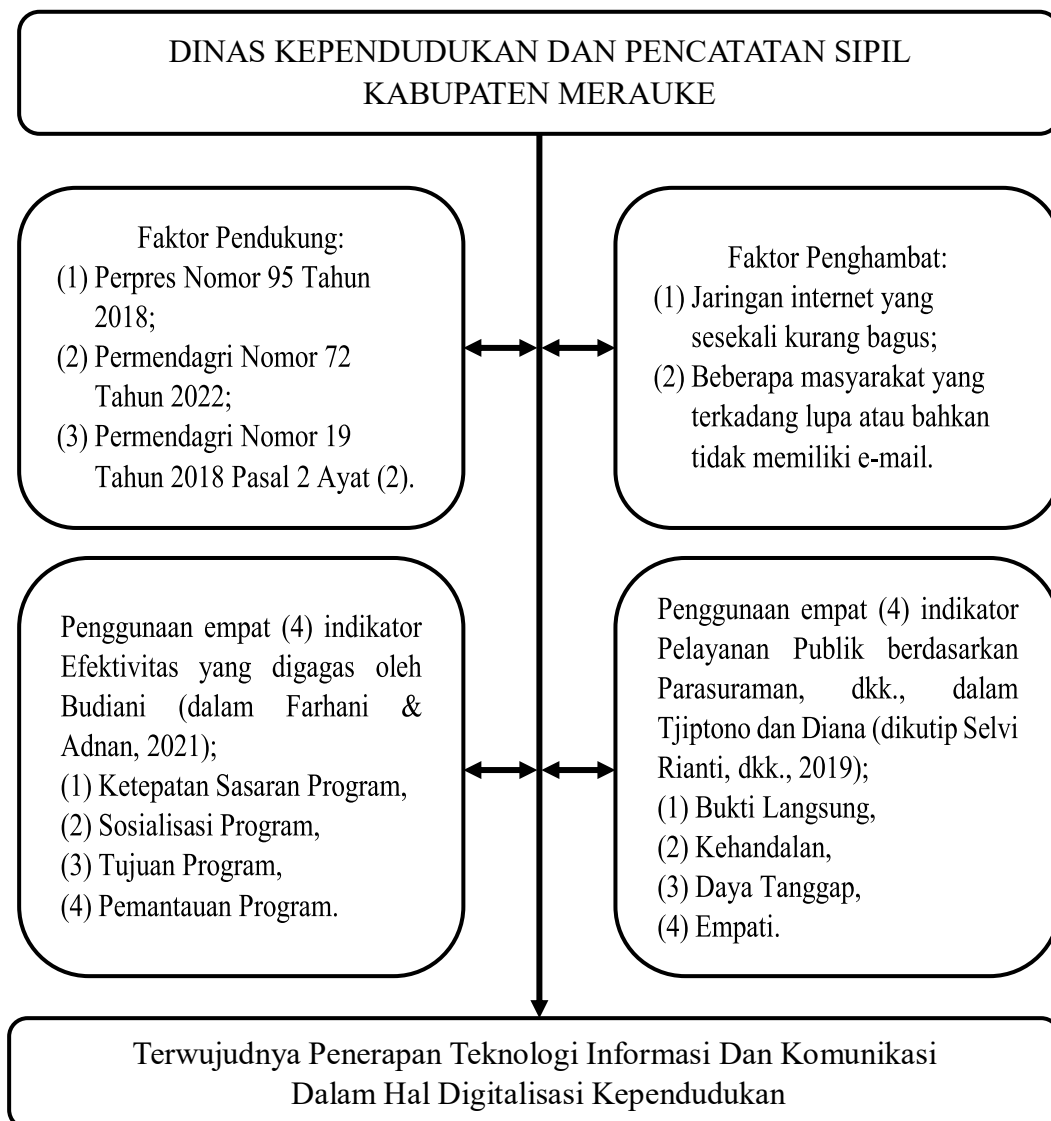 DINAS KEPENDUDUKAN DAN PENCATATAN SIPIL
KABUPATEN MERAUKE
Faktor Pendukung:
(1) Perpres Nomor 95 Tahun
2018;
(2) Permendagri Nomor 72
Tahun 2022;
(3) Permendagri Nomor 19
Tahun 2018 Pasal 2 Ayat (2).
Faktor Penghambat:
(1) Jaringan internet yang
sesekali kurang bagus;
(2) Beberapa masyarakat yang
terkadang lupa atau bahkan
tidak memiliki e-mail.
Penggunaan empat (4) indikator
Efektivitas yang digagas oleh
Budiani (dalam Farhani &
Adnan, 2021);
(1) Ketepatan Sasaran Program,
(2) Sosialisasi Program,
(3) Tujuan Program,
(4) Pemantauan Program.
Penggunaan empat (4) indikator
Pelayanan Publik berdasarkan
Parasuraman, dkk., dalam
Tjiptono dan Diana (dikutip Selvi
Rianti, dkk., 2019);
(1) Bukti Langsung,
(2) Kehandalan,
(3) Daya Tanggap,
(4) Empati.
Terwujudnya Penerapan Teknologi Informasi Dan Komunikasi
Dalam Hal Digitalisasi Kependudukan